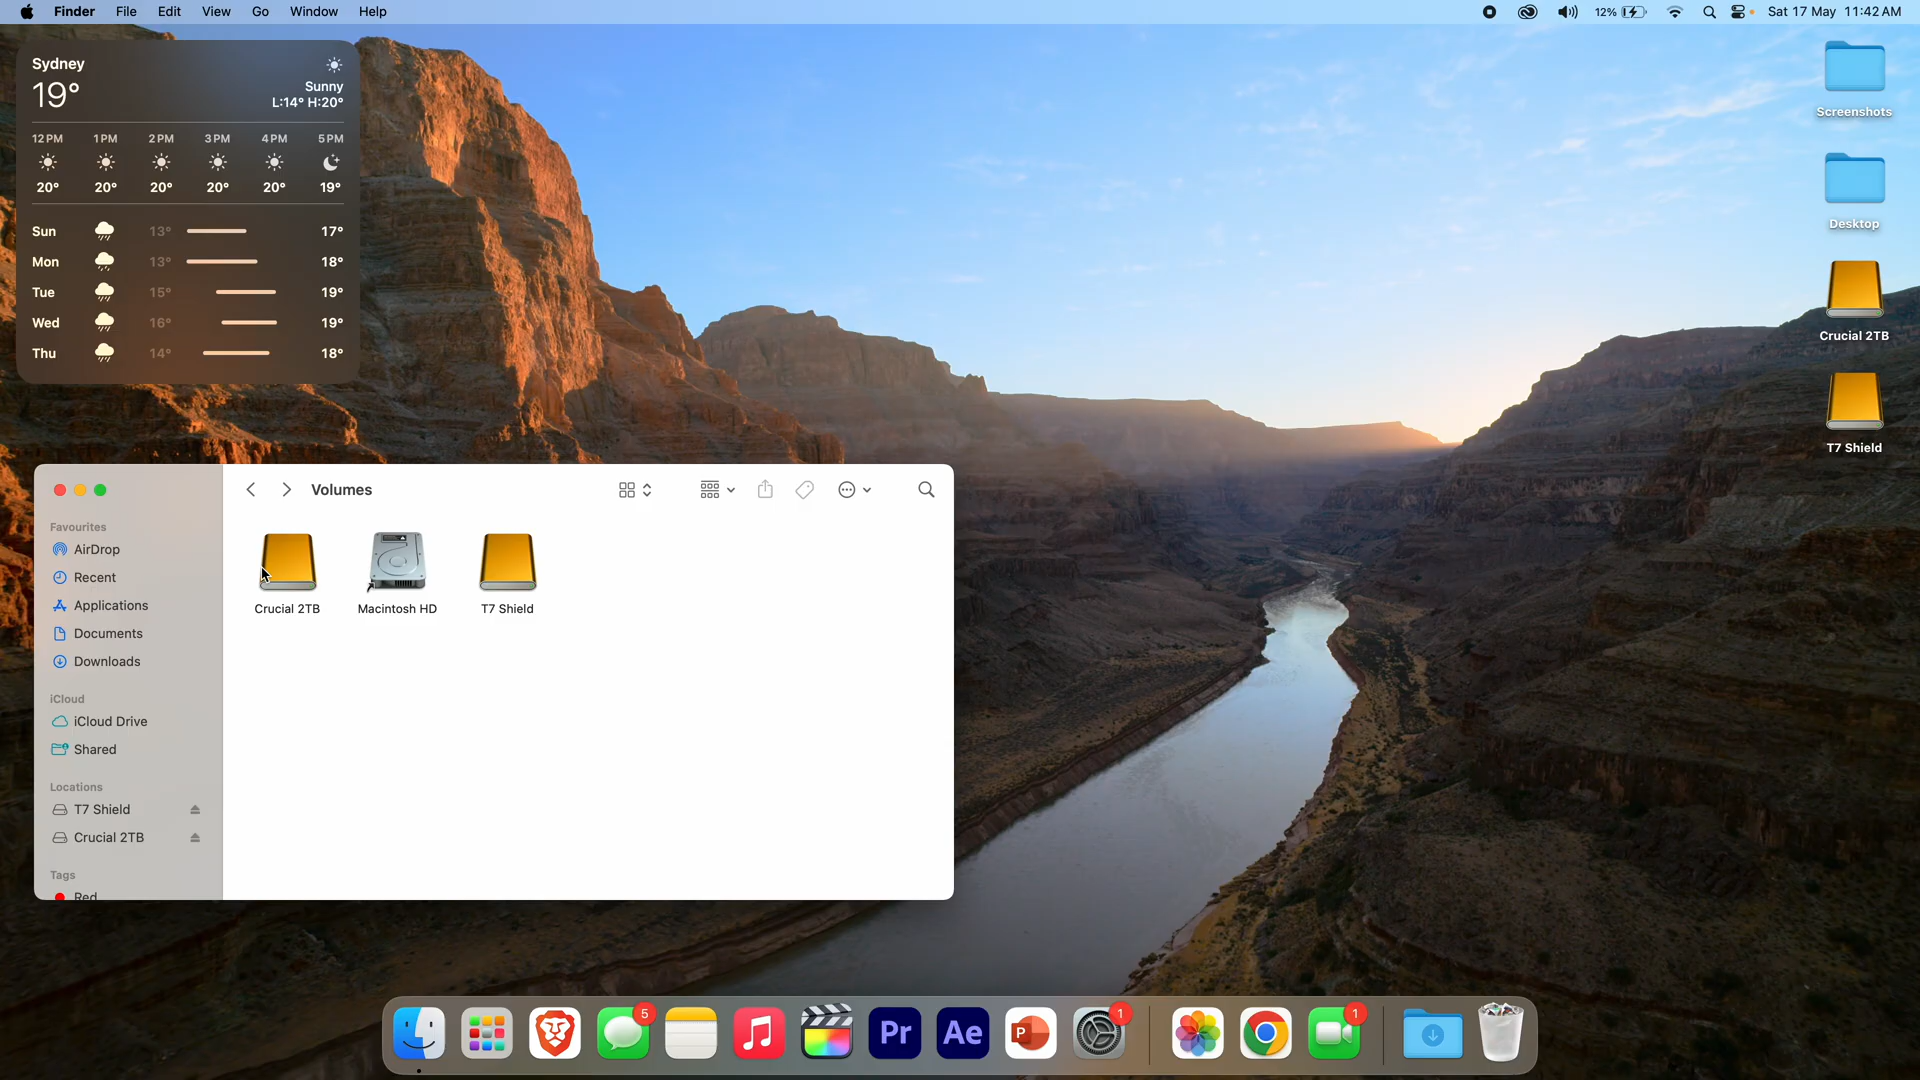 Finder File Edit View Go Window Help
12% Sat 17 May 11:42 AM
Sydney
19°
Sunny
L:14° H:20°
12PM 1PM 2PM 3PM 4PM 5PM
20° 20° 20° 20° 20° 19°
Sun 13° 17°
Mon 13° 18°
Tue 15° 19°
Wed 16° 19°
Thu 14° 18°
Screenshots
Desktop
Crucial 2TB
T7 Shield
Volumes
Favourites
AirDrop
Recent
Applications
Documents
Downloads
iCloud
iCloud Drive
Shared
Locations
T7 Shield
Crucial 2TB
Tags
Red
Crucial 2TB Macintosh HD T7 Shield
5 Pr Ae P 1 1